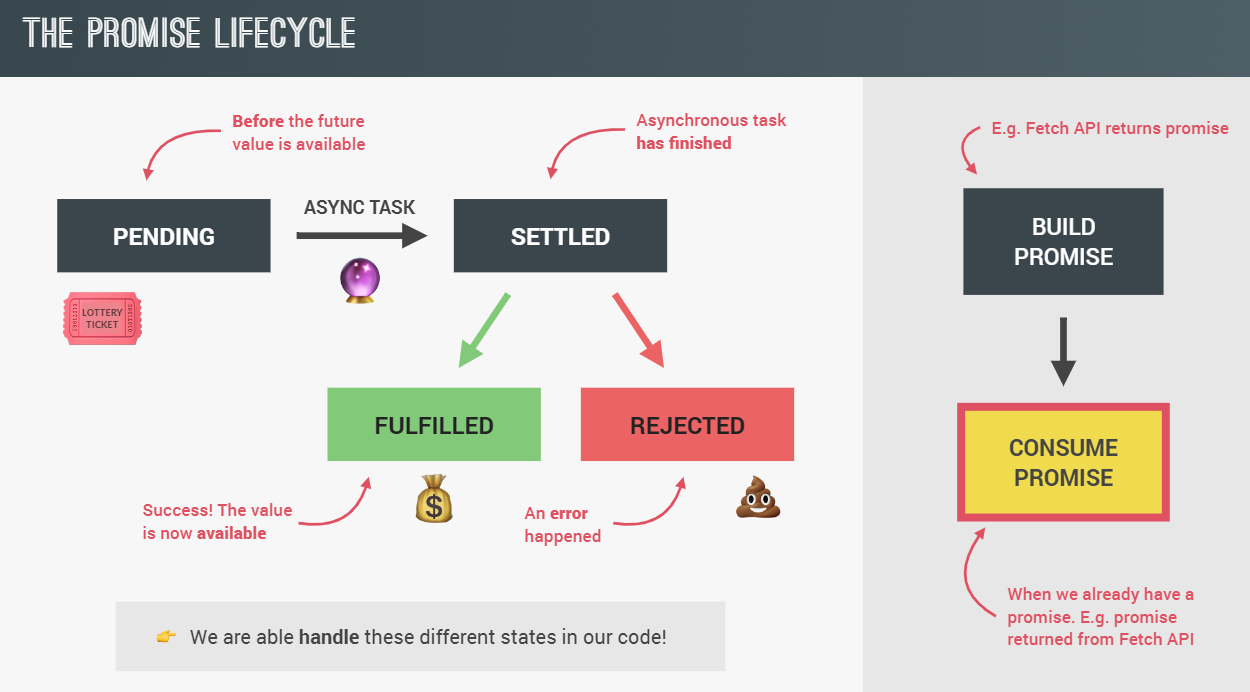 THE PROMISE LIFECYCLE
Before the future
value is available
Asynchronous task
has finished
PENDING
ASYNC TASK
SETTLED
LOTTERY
TICKET
FULFILLED
REJECTED
Success! The value
is now available
$
An error
happened
We are able handle these different states in our code!
E.g. Fetch API returns promise
BUILD
PROMISE
CONSUME
PROMISE
When we already have a
promise. E.g. promise
returned from Fetch API